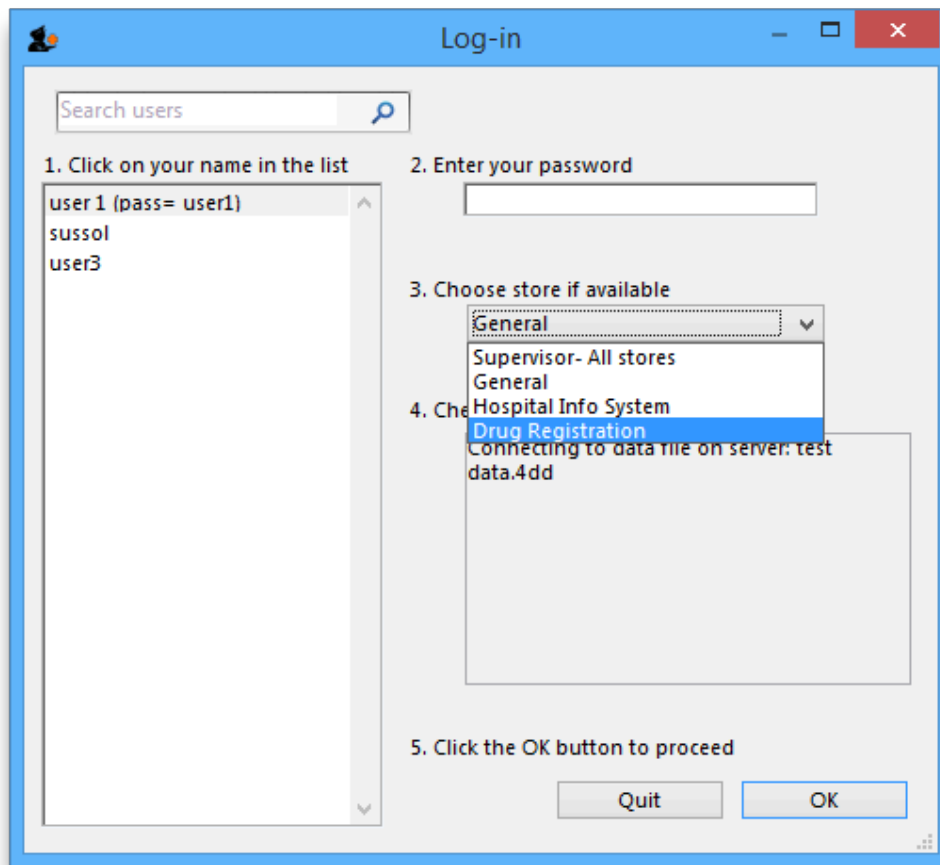 Log-in
Search users
1. Click on your name in the list
user 1 (pass= user1)
sussol
user3
2. Enter your password
3. Choose store if available
General
Supervisor- All stores
General
Hospital Info System
Drug Registration
4. Che
Connecting to data file on server: test
data.4dd
5. Click the OK button to proceed
Quit
OK